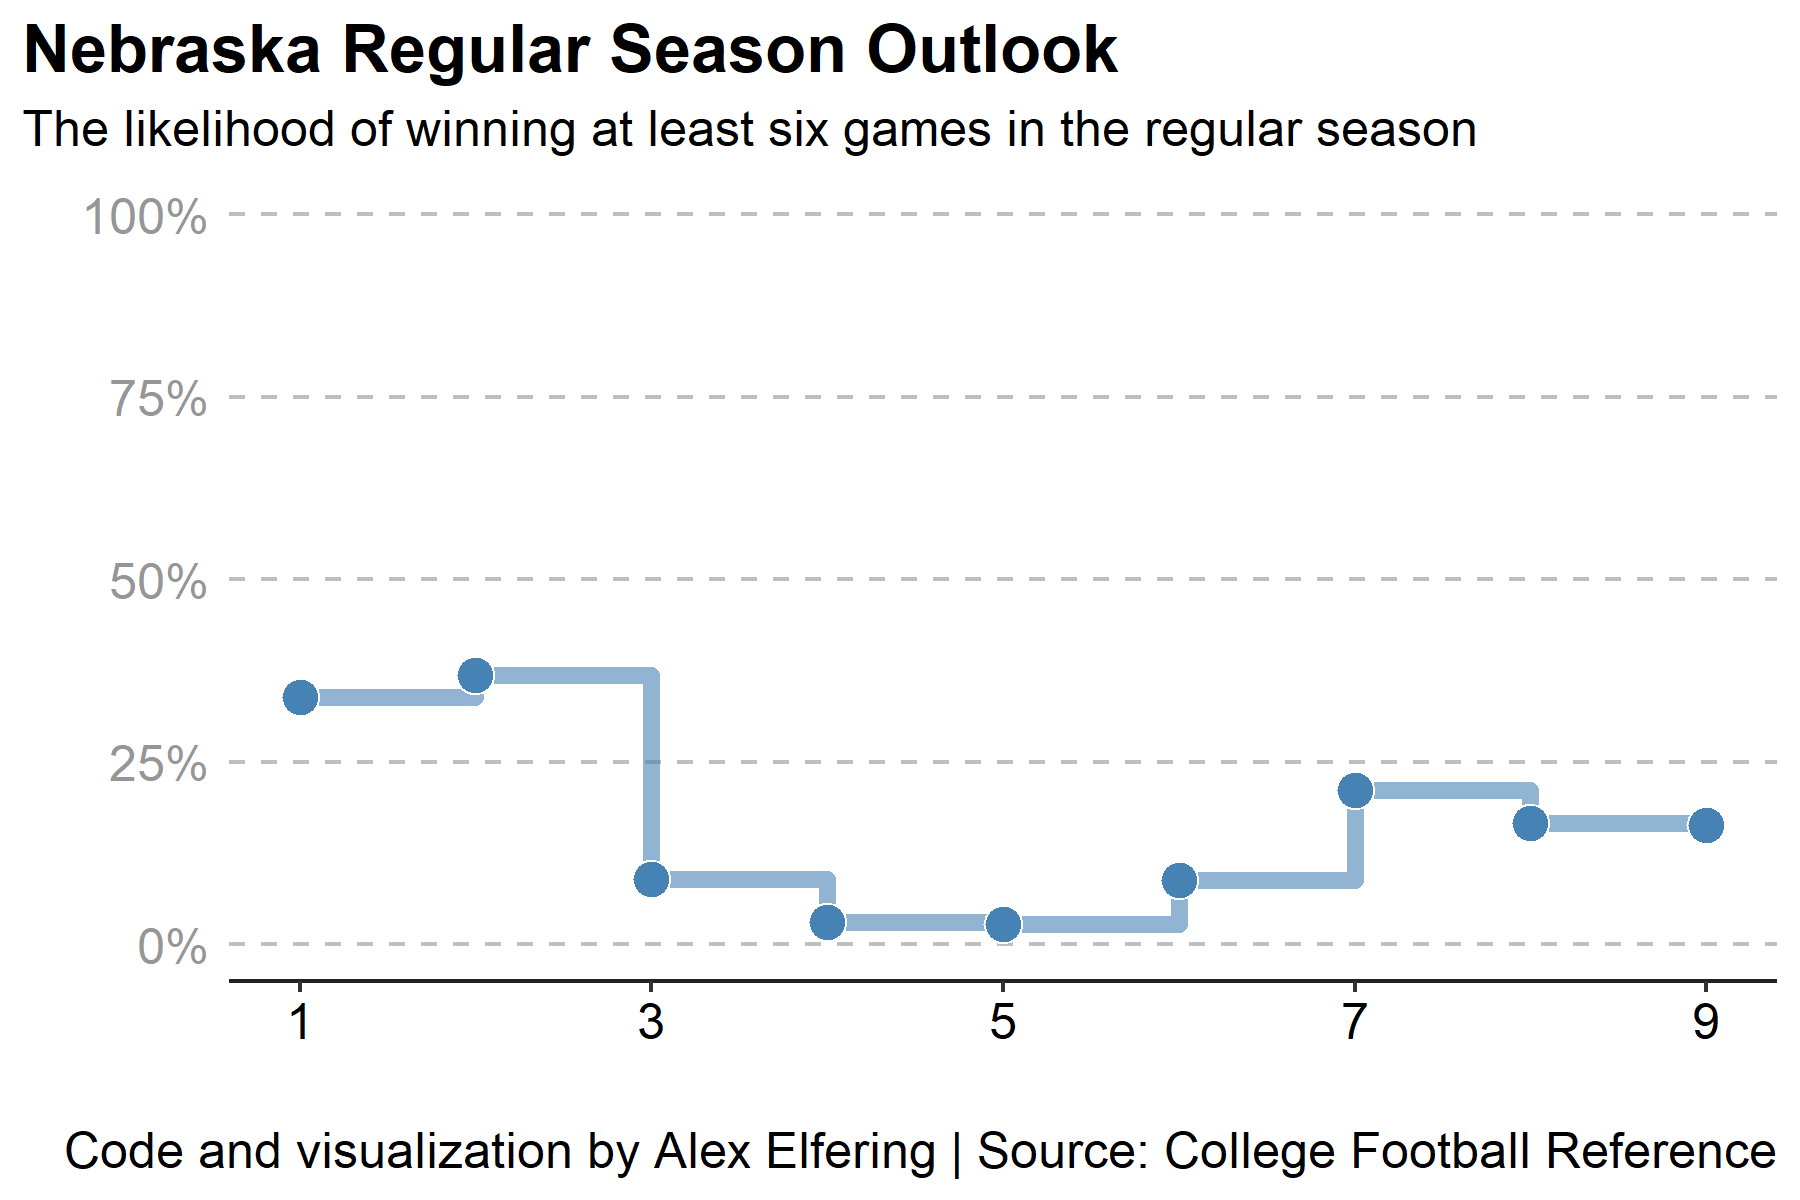 Nebraska Regular Season Outlook
The likelihood of winning at least six games in the regular season
100%
75%
50%
25%
0%
1 3 5 7 9
Code and visualization by Alex Elfering | Source: College Football Reference